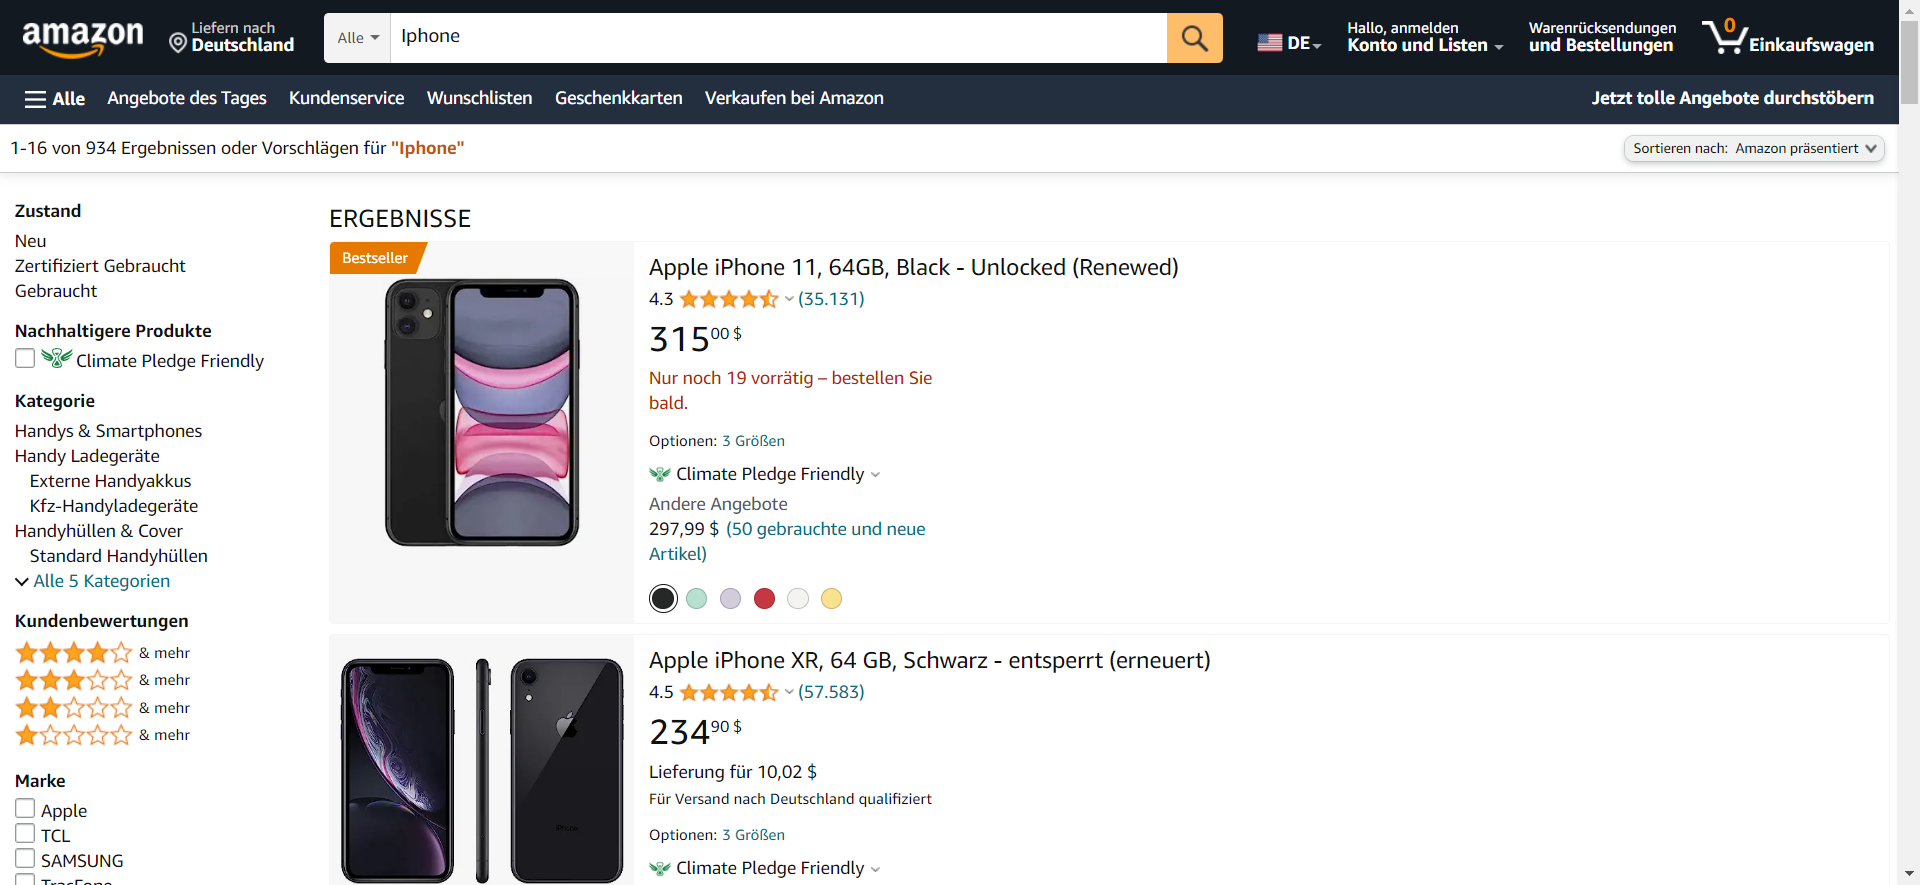 amazon
Liefern nach
Deutschland
Alle
Iphone
DE
Hallo, anmelden
Konto und Listen
Warenrücksendungen
und Bestellungen
0
Einkaufswagen
Alle
Angebote des Tages
Kundenservice
Wunschlisten
Geschenkkarten
Verkaufen bei Amazon
Jetzt tolle Angebote durchstöbern
1-16 von 934 Ergebnissen oder Vorschlägen für "Iphone"
Sortieren nach: Amazon präsentiert
Zustand
Neu
Zertifiziert Gebraucht
Gebraucht
Nachhaltigere Produkte
Climate Pledge Friendly
Kategorie
Handys & Smartphones
Handy Ladegeräte
Externe Handyakkus
Kfz-Handyladegeräte
Handyhüllen & Cover
Standard Handyhüllen
Alle 5 Kategorien
Kundenbewertungen
& mehr
& mehr
& mehr
& mehr
Marke
Apple
TCL
SAMSUNG
TracFone
ERGEBNISSE
Bestseller
Apple iPhone 11, 64GB, Black - Unlocked (Renewed)
4.3 (35.131)
31500 $
Nur noch 19 vorrätig – bestellen Sie
bald.
Optionen: 3 Größen
Climate Pledge Friendly
Andere Angebote
297,99 $ (50 gebrauchte und neue
Artikel)
Apple iPhone XR, 64 GB, Schwarz - entsperrt (erneuert)
4.5 (57.583)
23490 $
Lieferung für 10,02 $
Für Versand nach Deutschland qualifiziert
Optionen: 3 Größen
Climate Pledge Friendly
iPhone